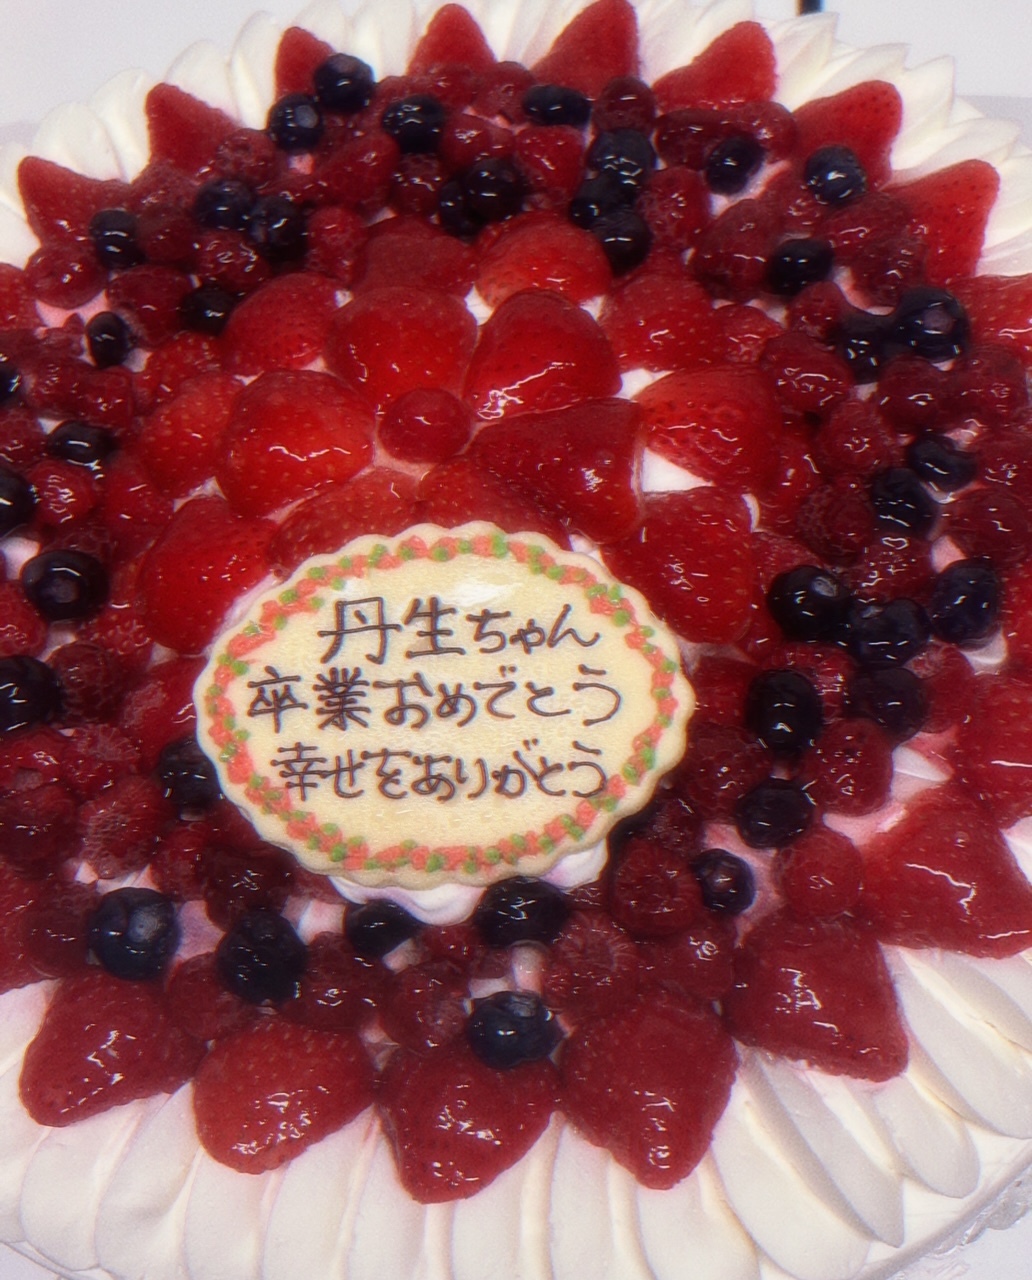 丹生ちゃん
卒業おめでとう
幸せをありがとう